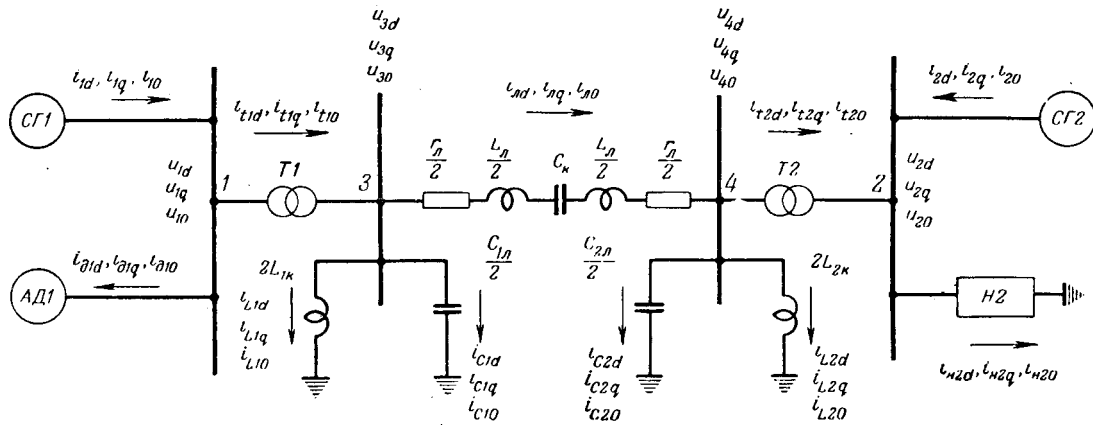 u3d
u3q
u30
u4d
u4q
u40
i1d, i1q, i10
СГ1
it1d, it1q, it10
iлd, iлq, iл0
it2d, it2q, it20
i2d, i2q, i20
СГ2
u1d
u1q
u10
1
T1
3
rл/2
Lл/2
Cк
Lл/2
rл/2
4
T2
2
u2d
u2q
u20
C1л/2
C2л/2
iд1d, iд1q, iд10
АД1
2L1к
iL1d
iL1q
iL10
iC1d
iC1q
iC10
iC2d
iC2q
iC20
2L2к
iL2d
iL2q
iL20
Н2
iн2d, iн2q, iн20